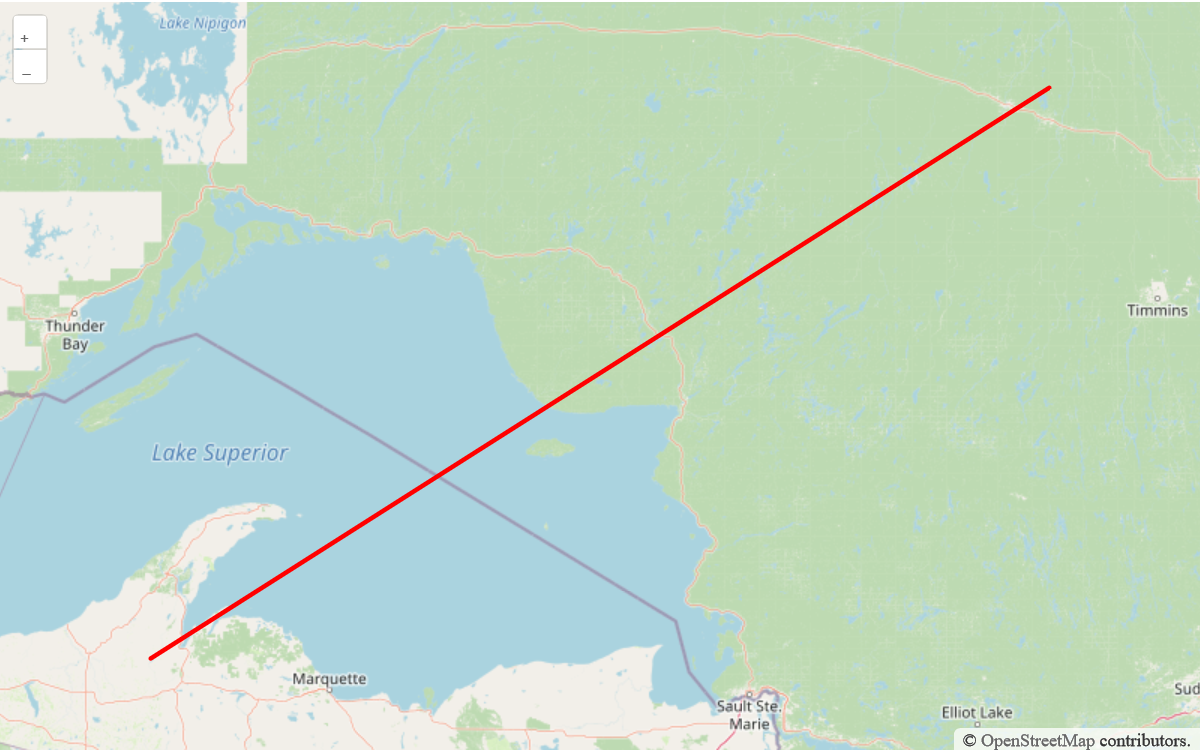 Lake Nipigon
+
–
Timmins
Thunder
Bay
Lake Superior
Marquette
Sault Ste.
Marie
Elliot Lake
Sud
© OpenStreetMap contributors.